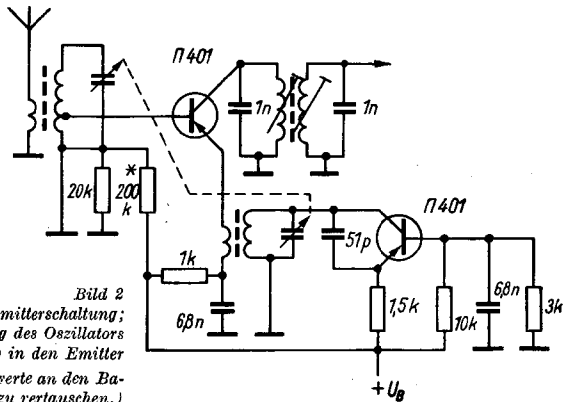 П401
1n
1n
20k
*
200
k
П401
51p
1k
6,8n
1,5k
10k
6,8n
3k
+U_B
Bild 2
mitterschaltung;
g des Oszillators
in den Emitter
werte an den Ba-
zu vertauschen.)